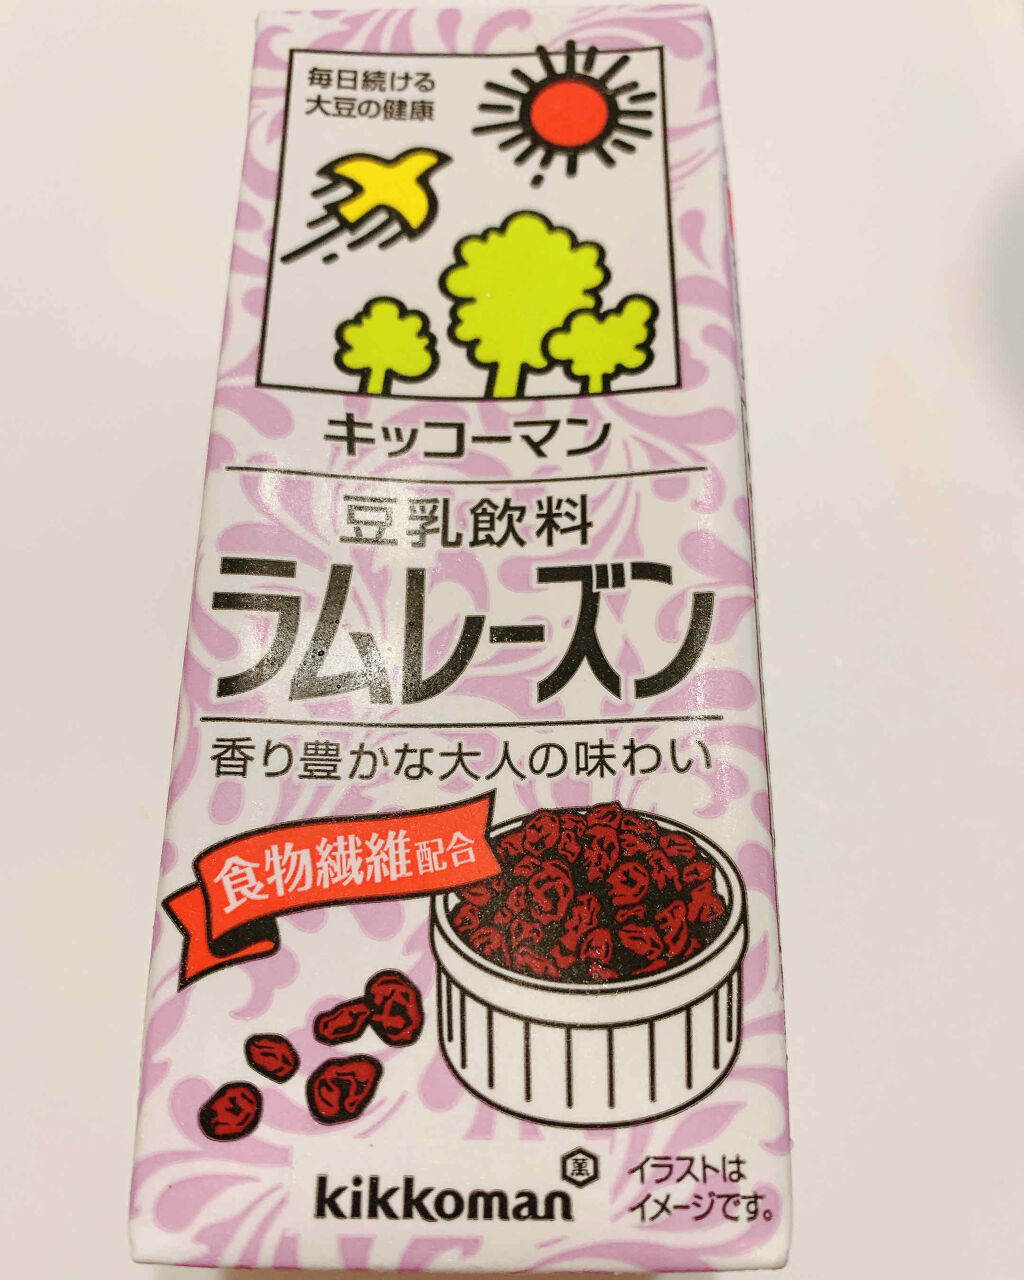 毎日続ける
大豆の健康
キッコーマン
豆乳飲料
ラムレーズン
香り豊かな大人の味わい
食物繊維配合
kikkoman
萬
イラストは
イメージです。